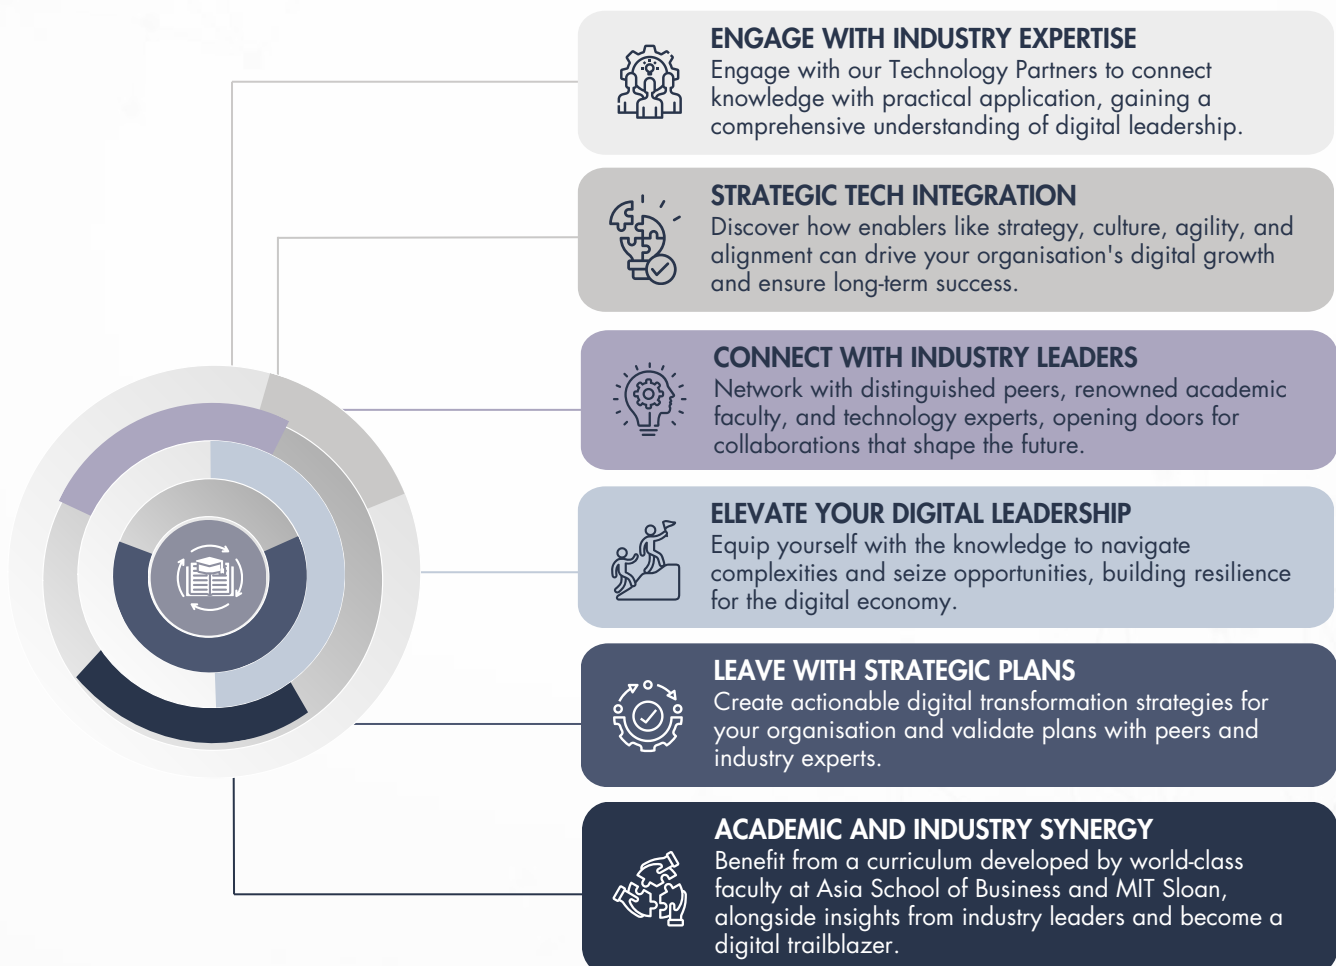 ENGAGE WITH INDUSTRY EXPERTISE
Engage with our Technology Partners to connect
knowledge with practical application, gaining a
comprehensive understanding of digital leadership.
STRATEGIC TECH INTEGRATION
Discover how enablers like strategy, culture, agility, and
alignment can drive your organisation's digital growth
and ensure long-term success.
CONNECT WITH INDUSTRY LEADERS
Network with distinguished peers, renowned academic
faculty, and technology experts, opening doors for
collaborations that shape the future.
ELEVATE YOUR DIGITAL LEADERSHIP
Equip yourself with the knowledge to navigate
complexities and seize opportunities, building resilience
for the digital economy.
LEAVE WITH STRATEGIC PLANS
Create actionable digital transformation strategies for
your organisation and validate plans with peers and
industry experts.
ACADEMIC AND INDUSTRY SYNERGY
Benefit from a curriculum developed by world-class
faculty at Asia School of Business and MIT Sloan,
alongside insights from industry leaders and become a
digital trailblazer.